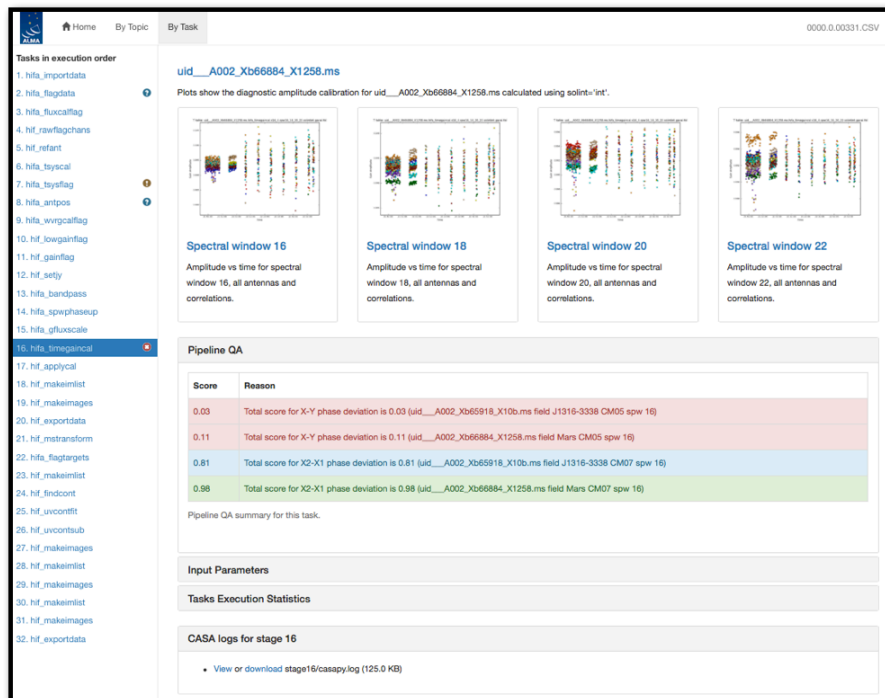 ALMA
Home
By Topic
By Task
0000.0.00331.CSV
Tasks in execution order
1. hifa_importdata
2. hifa_flagdata
3. hifa_fluxcalflag
4. hif_rawflagchans
5. hif_refant
6. hifa_tsyscal
7. hifa_tsysflag
8. hifa_antpos
9. hifa_wvrgcalflag
10. hif_lowgainflag
11. hif_gainflag
12. hif_setjy
13. hifa_bandpass
14. hifa_spwphaseup
15. hifa_gfluxscale
16. hifa_timegaincal
17. hif_applycal
18. hif_makeimlist
19. hif_makeimages
20. hif_exportdata
21. hif_mstransform
22. hifa_flagtargets
23. hif_makeimlist
24. hif_findcont
25. hif_uvcontfit
26. hif_uvcontsub
27. hif_makeimages
28. hif_makeimlist
29. hif_makeimages
30. hif_makeimlist
31. hif_makeimages
32. hif_exportdata
uid___A002_Xb66884_X1258.ms
Plots show the diagnostic amplitude calibration for uid___A002_Xb66884_X1258.ms calculated using solint='int'.
Spectral window 16
Amplitude vs time for spectral
window 16, all antennas and
correlations.
Spectral window 18
Amplitude vs time for spectral
window 18, all antennas and
correlations.
Spectral window 20
Amplitude vs time for spectral
window 20, all antennas and
correlations.
Spectral window 22
Amplitude vs time for spectral
window 22, all antennas and
correlations.
Pipeline QA
Score Reason
0.03 Total score for X-Y phase deviation is 0.03 (uid___A002_Xb65918_X10b.ms field J1316-3338 CM05 spw 16)
0.11 Total score for X-Y phase deviation is 0.11 (uid___A002_Xb66884_X1258.ms field Mars CM05 spw 16)
0.81 Total score for X2-X1 phase deviation is 0.81 (uid___A002_Xb65918_X10b.ms field J1316-3338 CM07 spw 16)
0.98 Total score for X2-X1 phase deviation is 0.98 (uid___A002_Xb66884_X1258.ms field Mars CM07 spw 16)
Pipeline QA summary for this task.
Input Parameters
Tasks Execution Statistics
CASA logs for stage 16
• View or download stage16/casapy.log (125.0 KB)